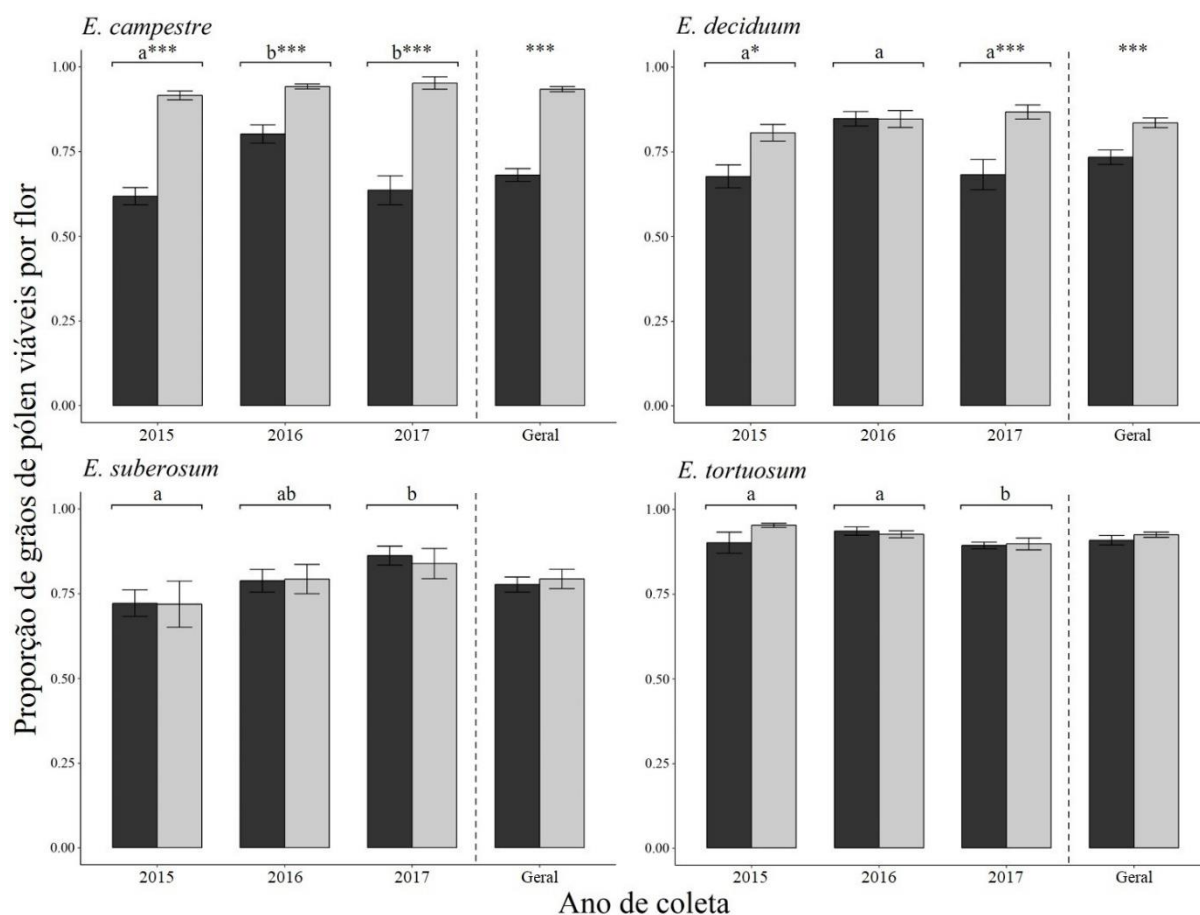 Proporção de grãos de pólen viáveis por flor
E. campestre
a*** b*** b*** ***
1.00
0.75
0.50
0.25
0.00
2015 2016 2017 Geral
E. deciduum
a* a a*** ***
1.00
0.75
0.50
0.25
0.00
2015 2016 2017 Geral
E. suberosum
a ab b
1.00
0.75
0.50
0.25
0.00
2015 2016 2017 Geral
E. tortuosum
a a b
1.00
0.75
0.50
0.25
0.00
2015 2016 2017 Geral
Ano de coleta